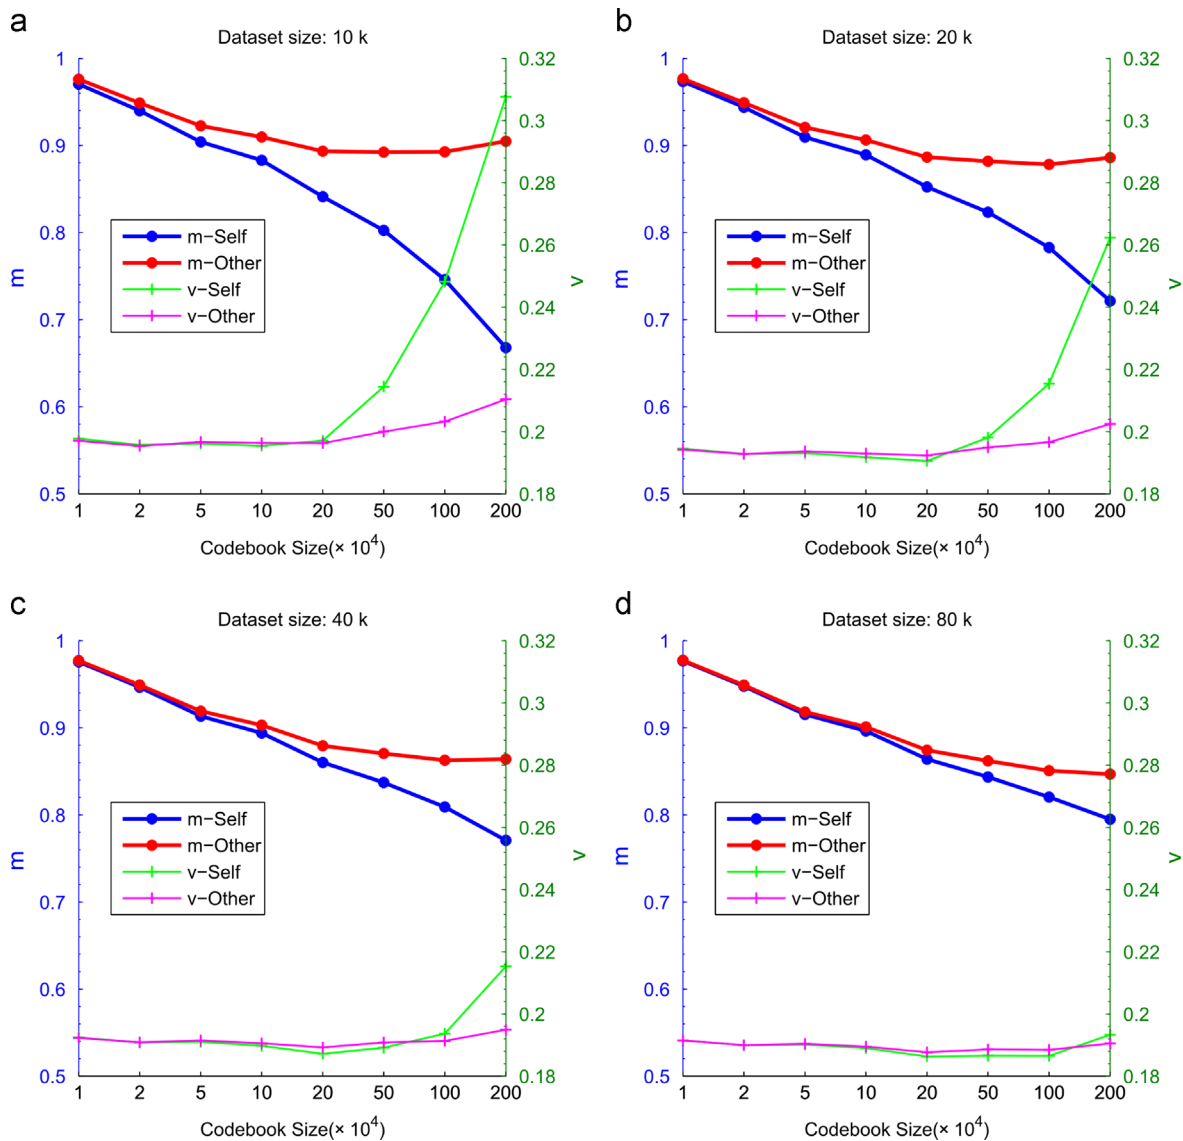 a
Dataset size: 10 k
1
0.9
0.8
0.7
0.6
0.5
m
0.32
0.3
0.28
0.26
0.24
0.22
0.2
0.18
v
m−Self
m−Other
v−Self
v−Other
1 2 5 10 20 50 100 200
Codebook Size(× 10^4)
b
Dataset size: 20 k
1
0.9
0.8
0.7
0.6
0.5
m
0.32
0.3
0.28
0.26
0.24
0.22
0.2
0.18
v
m−Self
m−Other
v−Self
v−Other
1 2 5 10 20 50 100 200
Codebook Size(× 10^4)
c
Dataset size: 40 k
1
0.9
0.8
0.7
0.6
0.5
m
0.32
0.3
0.28
0.26
0.24
0.22
0.2
0.18
v
m−Self
m−Other
v−Self
v−Other
1 2 5 10 20 50 100 200
Codebook Size(× 10^4)
d
Dataset size: 80 k
1
0.9
0.8
0.7
0.6
0.5
m
0.32
0.3
0.28
0.26
0.24
0.22
0.2
0.18
v
m−Self
m−Other
v−Self
v−Other
1 2 5 10 20 50 100 200
Codebook Size(× 10^4)